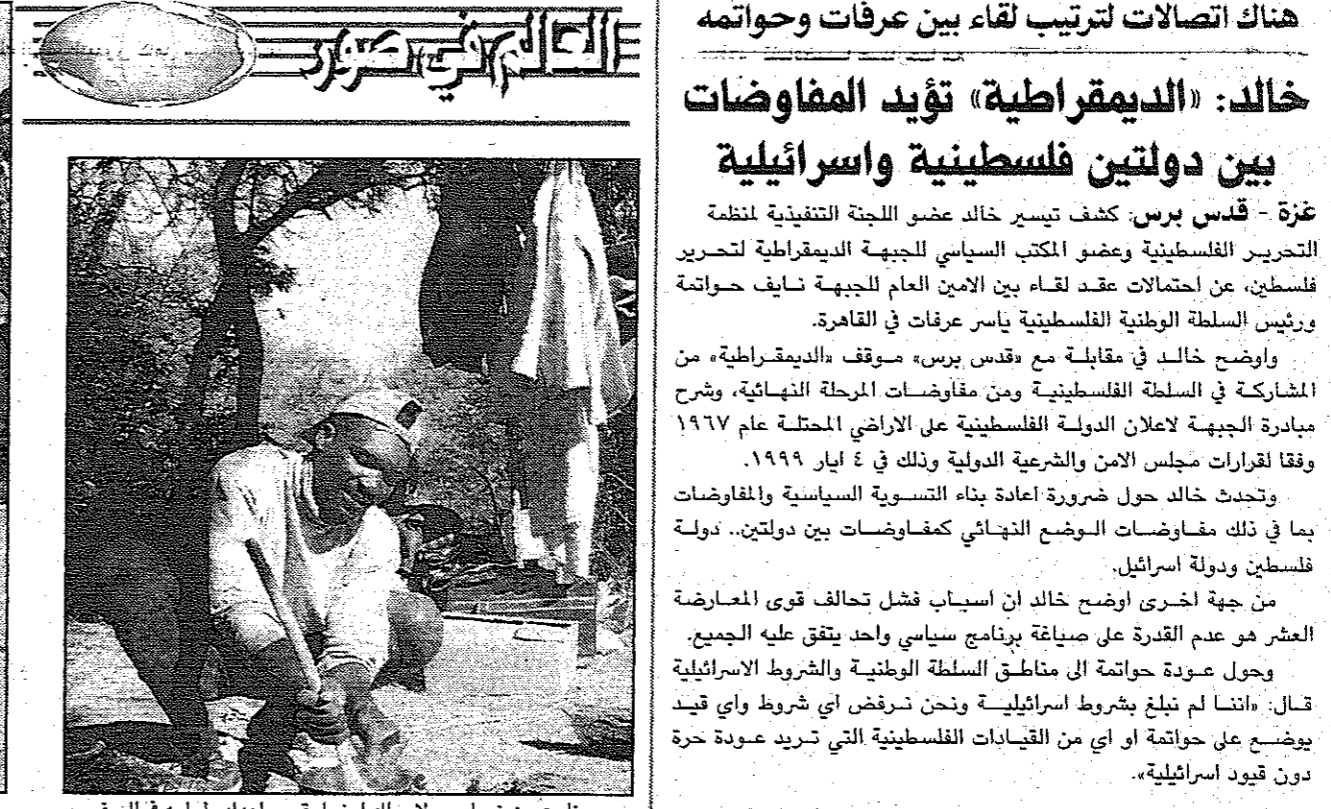 هناك اتصالات لترتيب لقاء بين عرفات وحواتمه
خالد: «الديمقراطية» تؤيد المفاوضات
بين دولتين فلسطينية واسرائيلية
غزة - قدس برس: كشف تيسير خالد عضو اللجنة التنفيذية لمنظمة
التحرير الفلسطينية وعضو المكتب السياسي للجبهة الديمقراطية لتحرير
فلسطين، عن احتمالات عقد لقاء بين الامين العام للجبهة نايف حواتمة
ورئيس السلطة الوطنية الفلسطينية ياسر عرفات في القاهرة.
واوضح خالد في مقابلة مع «قدس برس» موقف «الديمقراطية» من
المشاركة في السلطة الفلسطينية ومن مفاوضات المرحلة النهائية، وشرح
مبادرة الجبهة لاعلان الدولة الفلسطينية على الاراضي المحتلة عام ١٩٦٧
وفقا لقرارات مجلس الامن والشرعية الدولية وذلك في ٤ ايار ١٩٩٩.
وتحدث خالد حول ضرورة اعادة بناء التسوية السياسية والمفاوضات
بما في ذلك مفاوضات الوضع النهائي كمفاوضات بين دولتين.. دولة
فلسطين ودولة اسرائيل.
من جهة اخرى اوضح خالد ان اسباب فشل تحالف قوى المعارضة
العشر هو عدم القدرة على صياغة برنامج سياسي واحد يتفق عليه الجميع.
وحول عودة حواتمة الى مناطق السلطة الوطنية والشروط الاسرائيلية
قال: «اننا لم نبلغ بشروط اسرائيلية ونحن نرفض اي شروط واي قيد
يوضع على حواتمة او اي من القيادات الفلسطينية التي تريد عودة حرة
دون قيود اسرائيلية».
العالم في صور